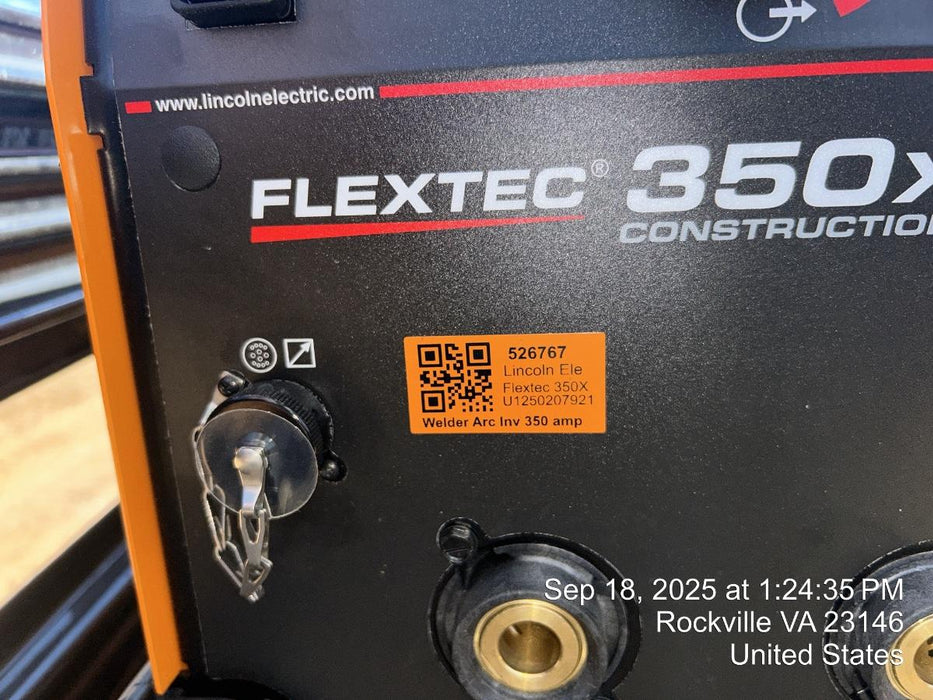 www.lincolnelectric.com
FLEXTEC® 350x
CONSTRUCTION
526767
Lincoln Ele
Flextec 350X
U1250207921
Welder Arc Inv 350 amp
Sep 18, 2025 at 1:24:35 PM
Rockville VA 23146
United States